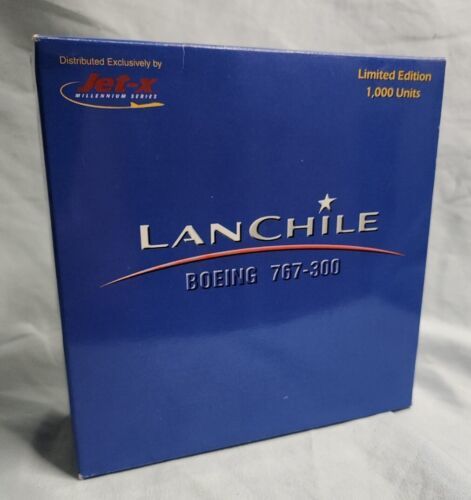 Distributed Exclusively by
Jet-x
MILLENNIUM SERIES
Limited Edition
1,000 Units
LANCHILE
BOEING 767-300